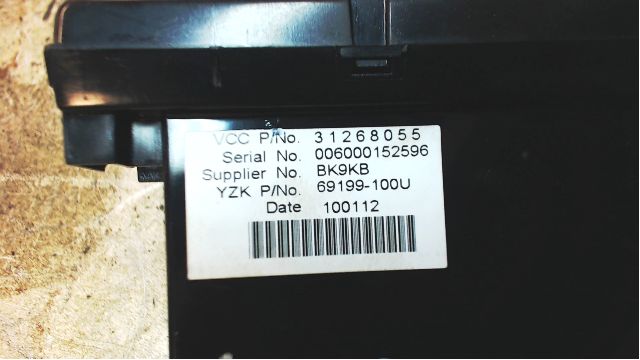 VCC P/No. 31268055
Serial No. 006000152596
Supplier No. BK9KB
YZK P/No. 69199-100U
Date 100112